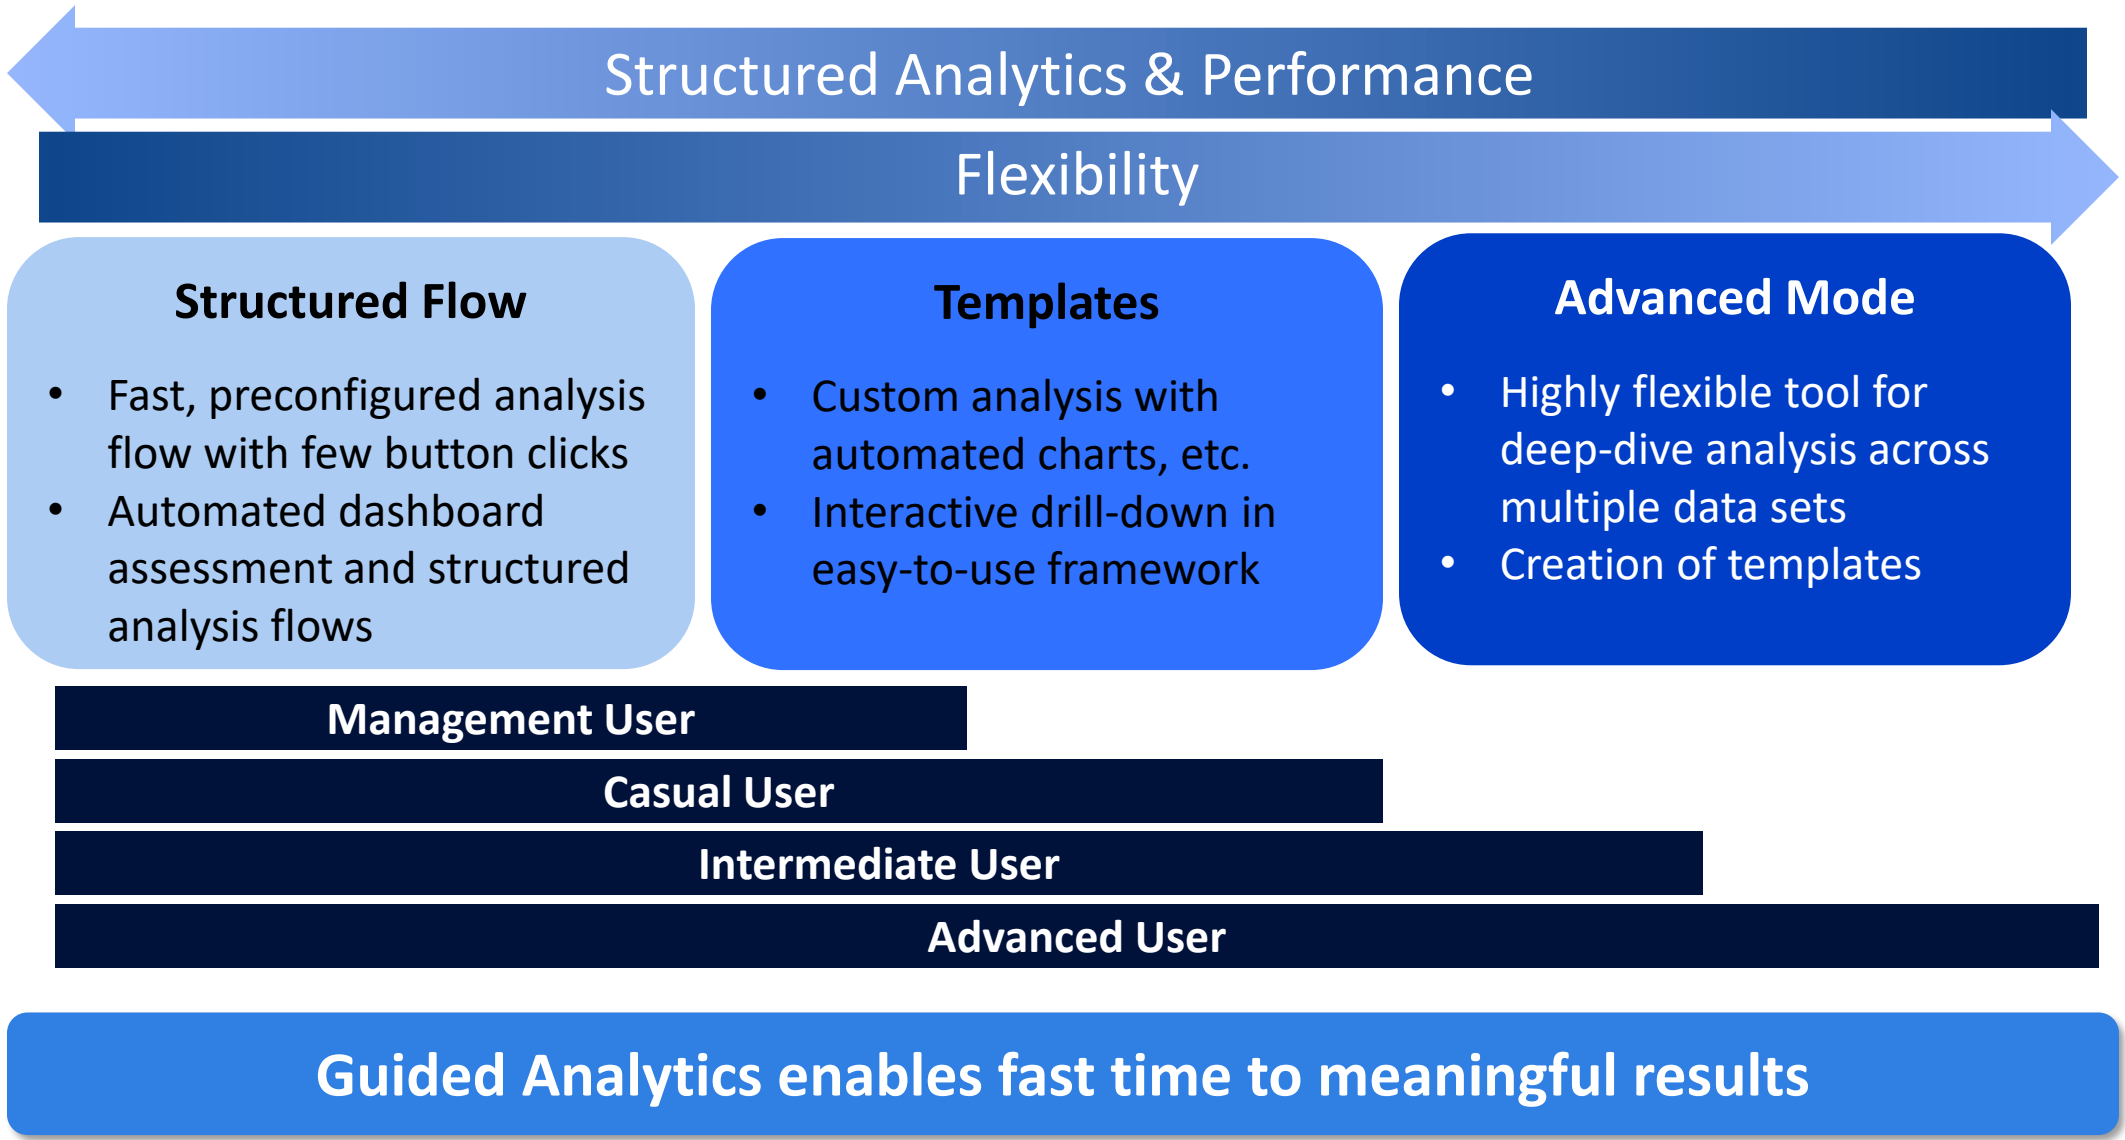 Structured Analytics & Performance
Flexibility
Structured Flow
• Fast, preconfigured analysis
flow with few button clicks
• Automated dashboard
assessment and structured
analysis flows
Templates
• Custom analysis with
automated charts, etc.
• Interactive drill-down in
easy-to-use framework
Advanced Mode
• Highly flexible tool for
deep-dive analysis across
multiple data sets
• Creation of templates
Management User
Casual User
Intermediate User
Advanced User
Guided Analytics enables fast time to meaningful results